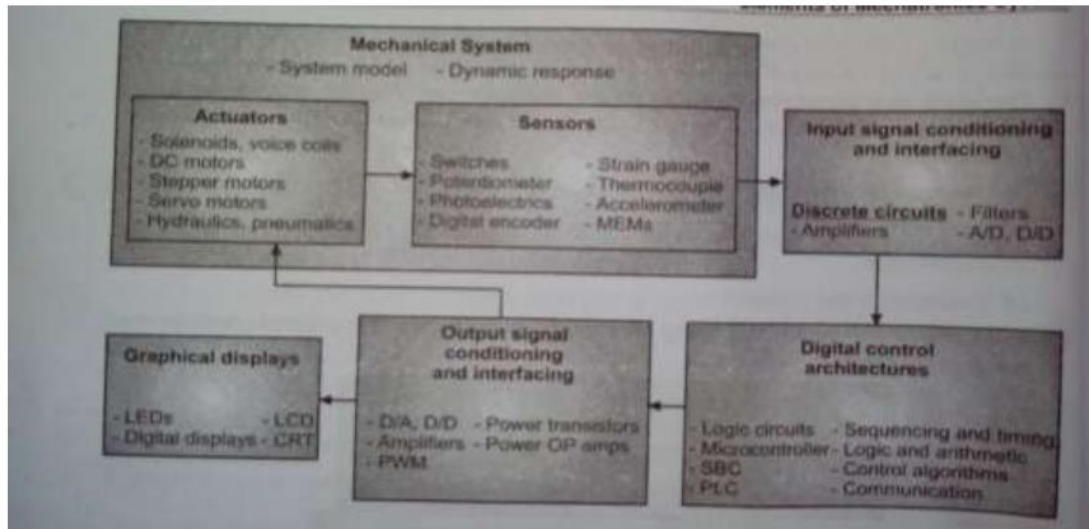 Elements of Mechatronics
Mechanical System
- System model - Dynamic response
Actuators
- Solenoids, voice coils
- DC motors
- Stepper motors
- Servo motors
- Hydraulics, pneumatics
Sensors
- Switches - Strain gauge
- Potentiometer - Thermocouple
- Photoelectrics - Accelerometer
- Digital encoder - MEMs
Input signal conditioning
and interfacing
Discrete circuits - Filters
- Amplifiers - A/D, D/D
Graphical displays
- LEDs - LCD
- Digital displays - CRT
Output signal
conditioning
and interfacing
- D/A, D/D - Power transistors
- Amplifiers - Power OP amps
- PWM
Digital control
architectures
- Logic circuits - Sequencing and timing
- Microcontroller - Logic and arithmetic
- SBC - Control algorithms
- PLC - Communication